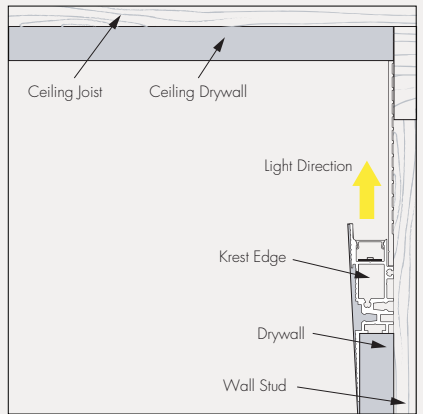 Ceiling Joist
Ceiling Drywall
Light Direction
Krest Edge
Drywall
Wall Stud